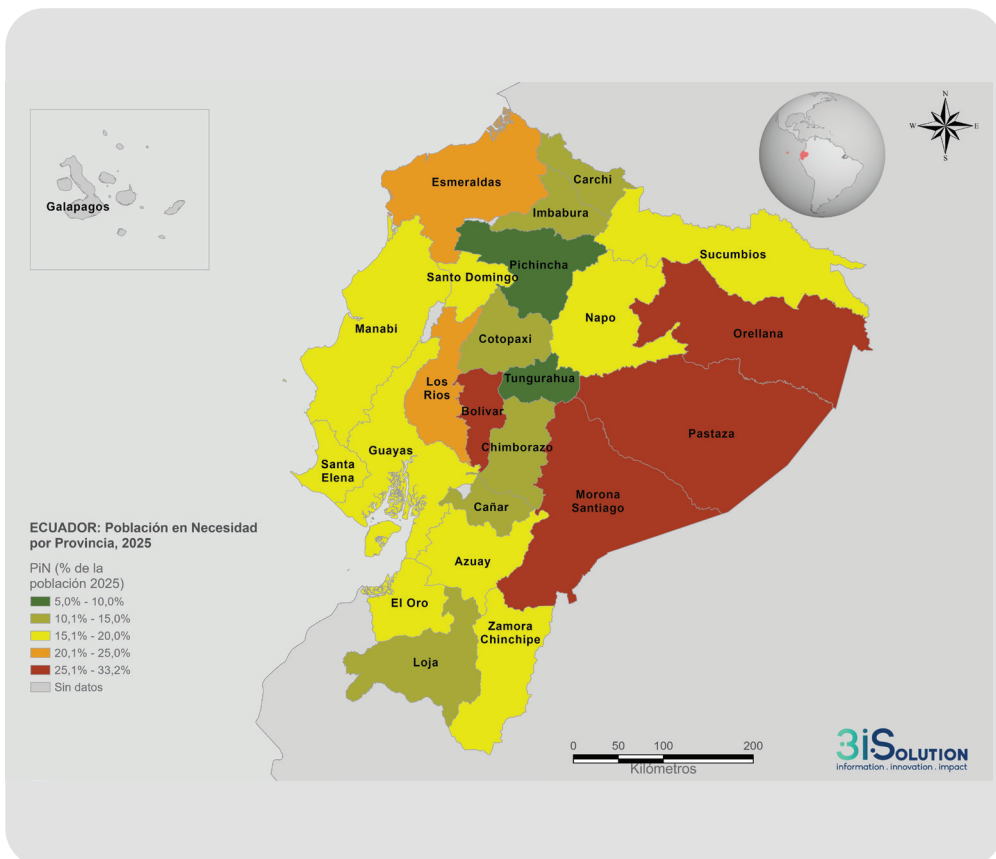 N
W
E
S
Galapagos
Esmeraldas
Carchi
Imbabura
Sucumbios
Pichincha
Santo Domingo
Napo
Manabí
Orellana
Cotopaxi
Tungurahua
Los
Rios
Bolivar
Pastaza
Chimborazo
Guayas
Santa
Elena
Morona
Santiago
Cañar
Azuay
El Oro
Zamora
Chinchipe
Loja
ECUADOR: Población en Necesidad
por Provincia, 2025
PiN (% de la
población 2025)
5,0% - 10,0%
10,1% - 15,0%
15,1% - 20,0%
20,1% - 25,0%
25,1% - 33,2%
Sin datos
0 50 100 200
Kilómetros
3iSOLUTION
information . innovation . impact